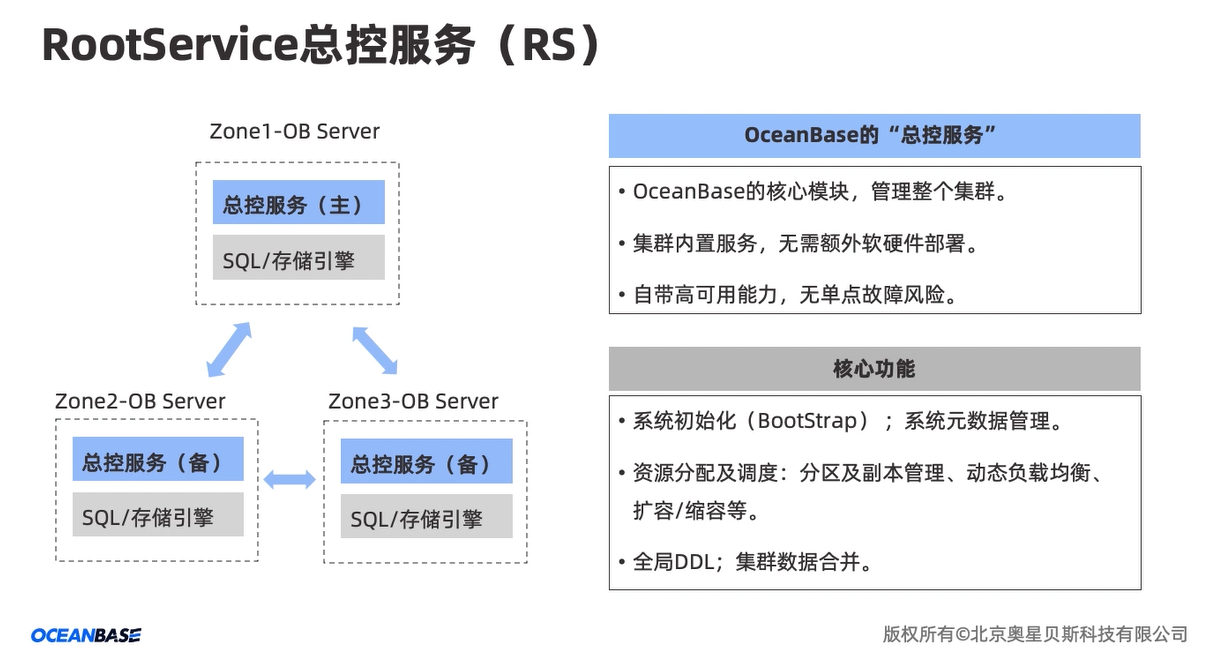 RootService总控服务（RS）
Zone1-OB Server
总控服务（主）
SQL/存储引擎
Zone2-OB Server
总控服务（备）
SQL/存储引擎
Zone3-OB Server
总控服务（备）
SQL/存储引擎
OceanBase的“总控服务”
• OceanBase的核心模块，管理整个集群。
• 集群内置服务，无需额外软硬件部署。
• 自带高可用能力，无单点故障风险。
核心功能
• 系统初始化（BootStrap）；系统元数据管理。
• 资源分配及调度：分区及副本管理、动态负载均衡、
扩容/缩容等。
• 全局DDL；集群数据合并。
OCEANBASE
版权所有©北京奥星贝斯科技有限公司